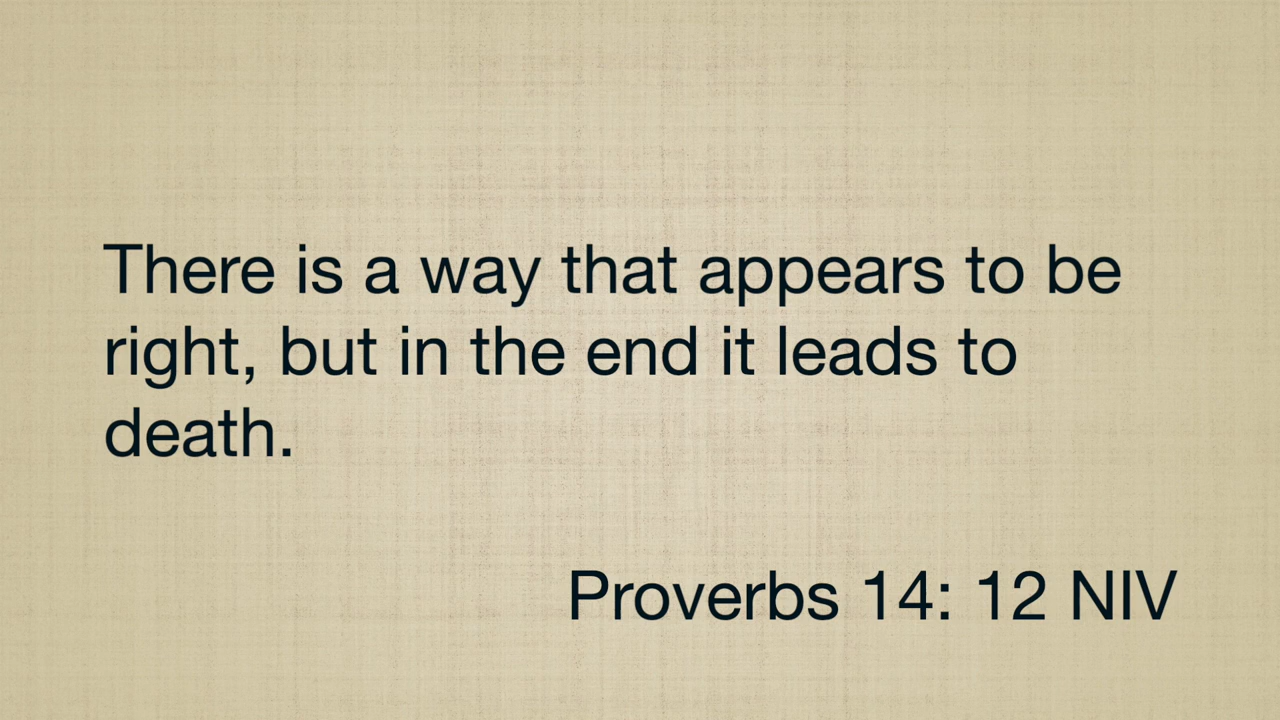 There is a way that appears to be
right, but in the end it leads to
death.
Proverbs 14: 12 NIV